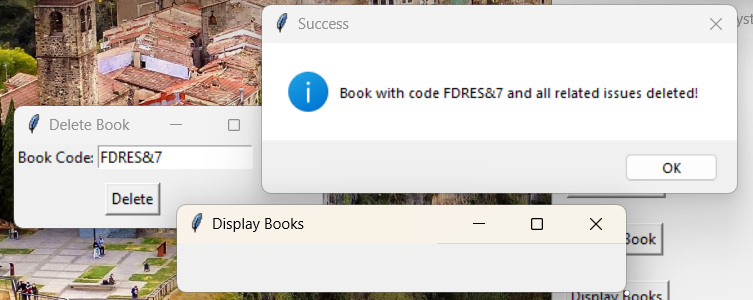 Success
yst
Book with code FDRES&7 and all related issues deleted!
Delete Book
Book Code: FDRES&7
OK
Delete
Display Books
Book
Display Books